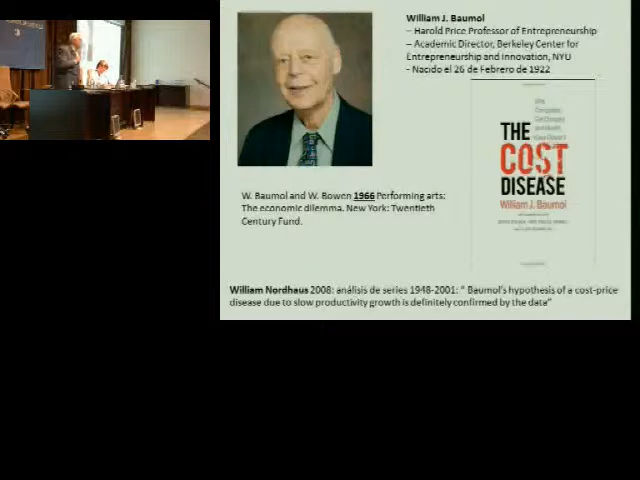 William J. Baumol
– Harold Price Professor of Entrepreneurship
– Academic Director, Berkeley Center for
Entrepreneurship and Innovation, NYU
- Nacido el 26 de Febrero de 1922
THE
COST
DISEASE
William J. Baumol
W. Baumol and W. Bowen 1966 Performing arts:
The economic dilemma. New York: Twentieth
Century Fund.
William Nordhaus 2008: análisis de series 1948-2001: “ Baumol's hypothesis of a cost-price
disease due to slow productivity growth is definitely confirmed by the data”